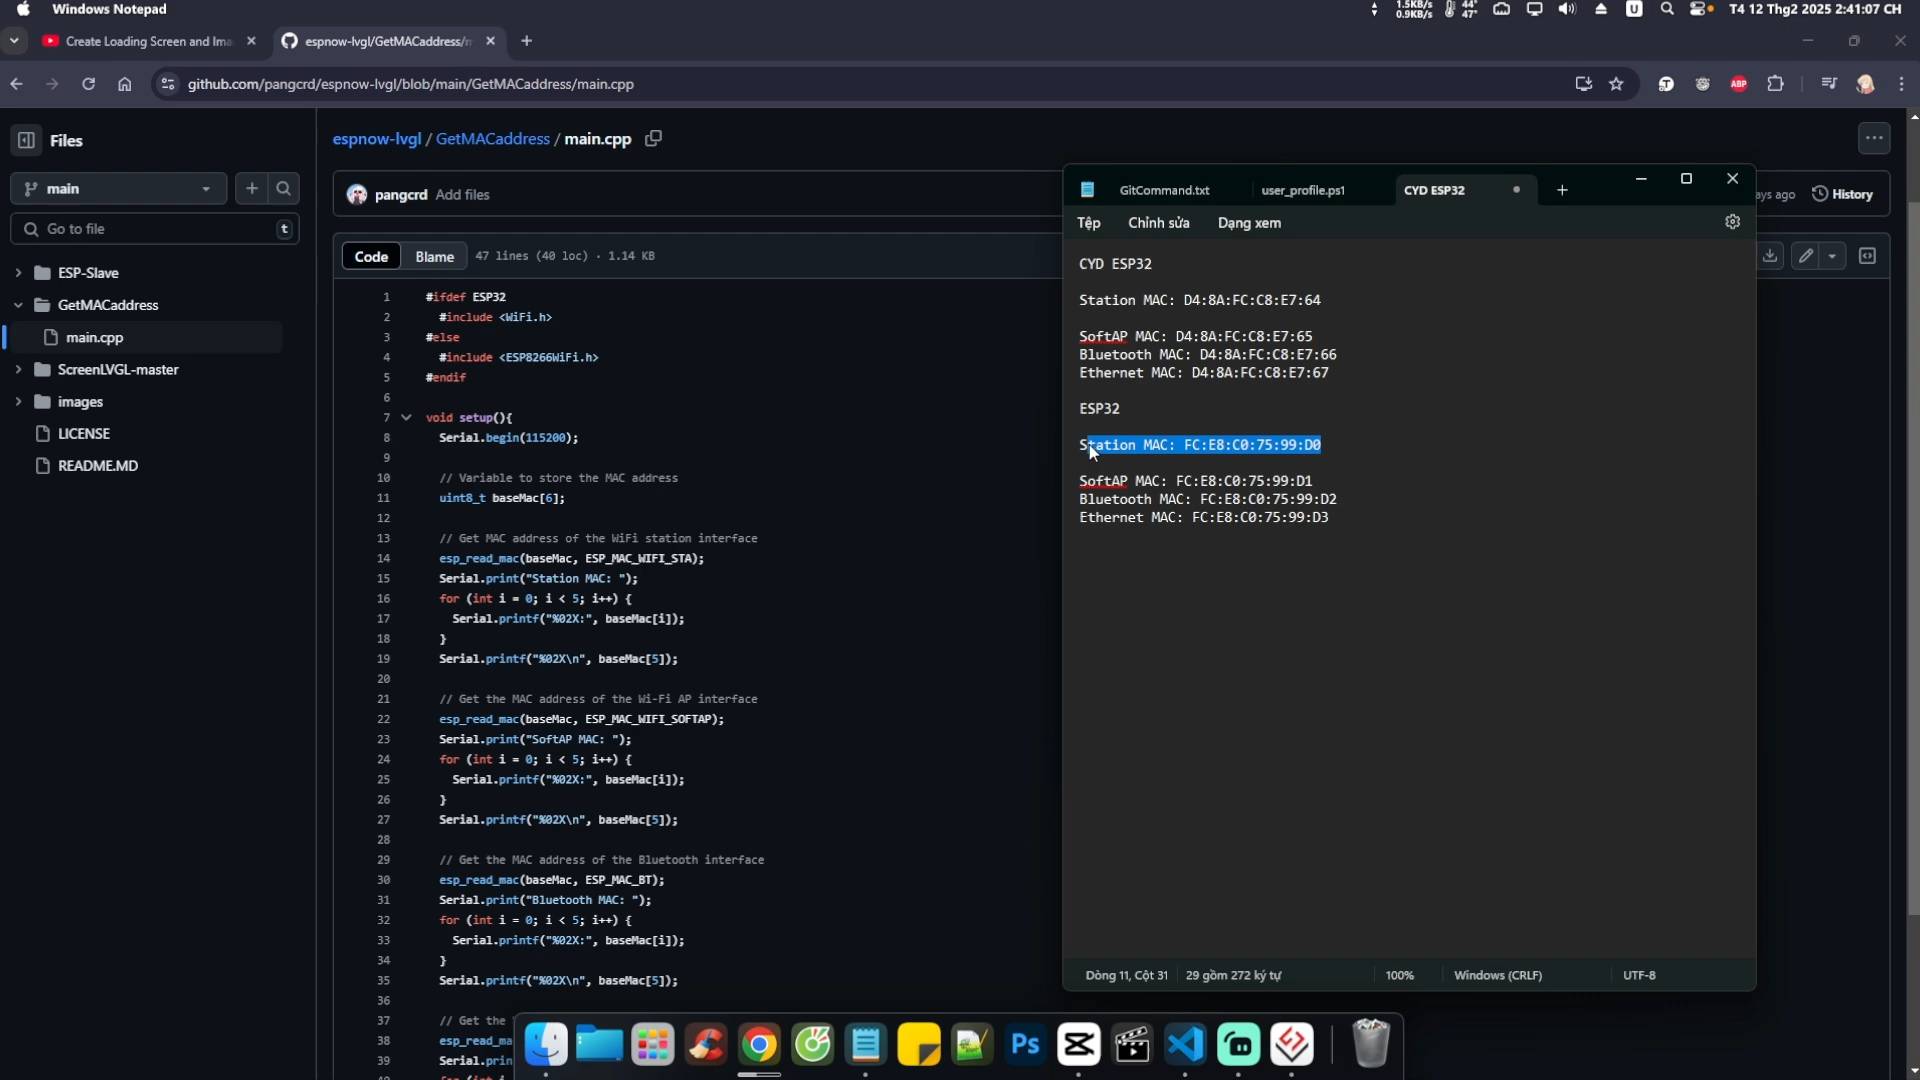 Windows Notepad
1.5KB/s
0.9KB/s
44°
47°
U
T4 12 Thg2 2025 2:41:07 CH
Create Loading Screen and Ima
espnow-lvgl/GetMACaddress/m
github.com/pangcrd/espnow-lvgl/blob/main/GetMACaddress/main.cpp
ABP
Files
main
Go to file
t
ESP-Slave
GetMACaddress
main.cpp
ScreenLVGL-master
images
LICENSE
README.MD
espnow-lvgl / GetMACaddress / main.cpp
pangcrd Add files
ays ago
History
Code
Blame
47 lines (40 loc) · 1.14 KB
1 #ifdef ESP32
2 #include <WiFi.h>
3 #else
4 #include <ESP8266WiFi.h>
5 #endif
6
7 void setup(){
8 Serial.begin(115200);
9
10 // Variable to store the MAC address
11 uint8_t baseMac[6];
12
13 // Get MAC address of the WiFi station interface
14 esp_read_mac(baseMac, ESP_MAC_WIFI_STA);
15 Serial.print("Station MAC: ");
16 for (int i = 0; i < 5; i++) {
17 Serial.printf("%02X:", baseMac[i]);
18 }
19 Serial.printf("%02X\n", baseMac[5]);
20
21 // Get the MAC address of the Wi-Fi AP interface
22 esp_read_mac(baseMac, ESP_MAC_WIFI_SOFTAP);
23 Serial.print("SoftAP MAC: ");
24 for (int i = 0; i < 5; i++) {
25 Serial.printf("%02X:", baseMac[i]);
26 }
27 Serial.printf("%02X\n", baseMac[5]);
28
29 // Get the MAC address of the Bluetooth interface
30 esp_read_mac(baseMac, ESP_MAC_BT);
31 Serial.print("Bluetooth MAC: ");
32 for (int i = 0; i < 5; i++) {
33 Serial.printf("%02X:", baseMac[i]);
34 }
35 Serial.printf("%02X\n", baseMac[5]);
36
37 // Get the
38 esp_read_ma
39 Serial.prin
GitCommand.txt
user_profile.ps1
CYD ESP32
Tệp
Chỉnh sửa
Dạng xem
CYD ESP32
Station MAC: D4:8A:FC:C8:E7:64
SoftAP MAC: D4:8A:FC:C8:E7:65
Bluetooth MAC: D4:8A:FC:C8:E7:66
Ethernet MAC: D4:8A:FC:C8:E7:67
ESP32
Station MAC: FC:E8:C0:75:99:D0
SoftAP MAC: FC:E8:C0:75:99:D1
Bluetooth MAC: FC:E8:C0:75:99:D2
Ethernet MAC: FC:E8:C0:75:99:D3
Dòng 11, Cột 31
29 gồm 272 ký tự
100%
Windows (CRLF)
UTF-8
Ps